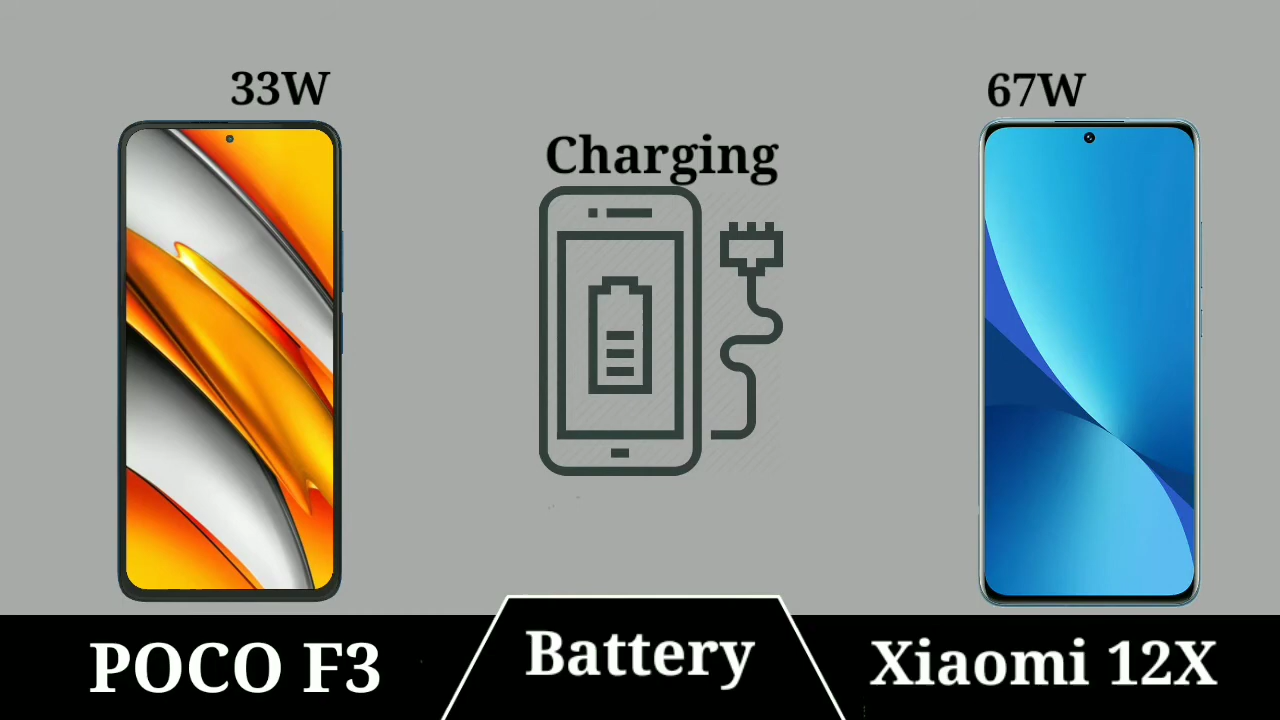 33W
67W
Charging
POCO F3
Battery
Xiaomi 12X